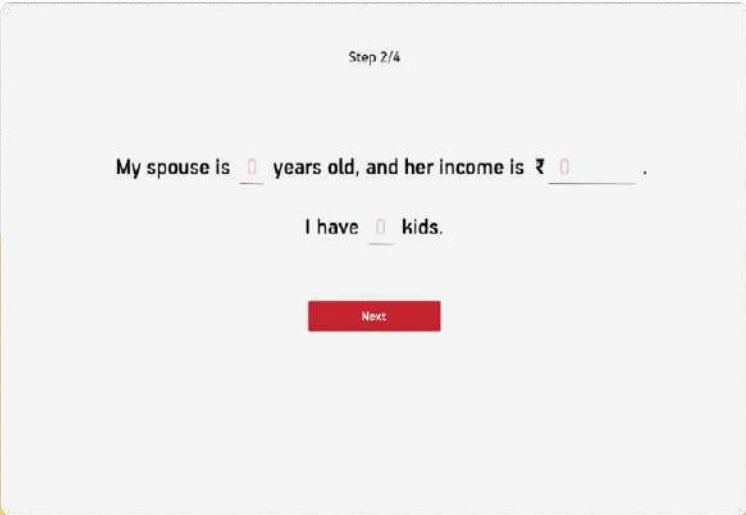 Step 2/4
My spouse is 0 years old, and her income is ₹ 0 .
I have 0 kids.
Next